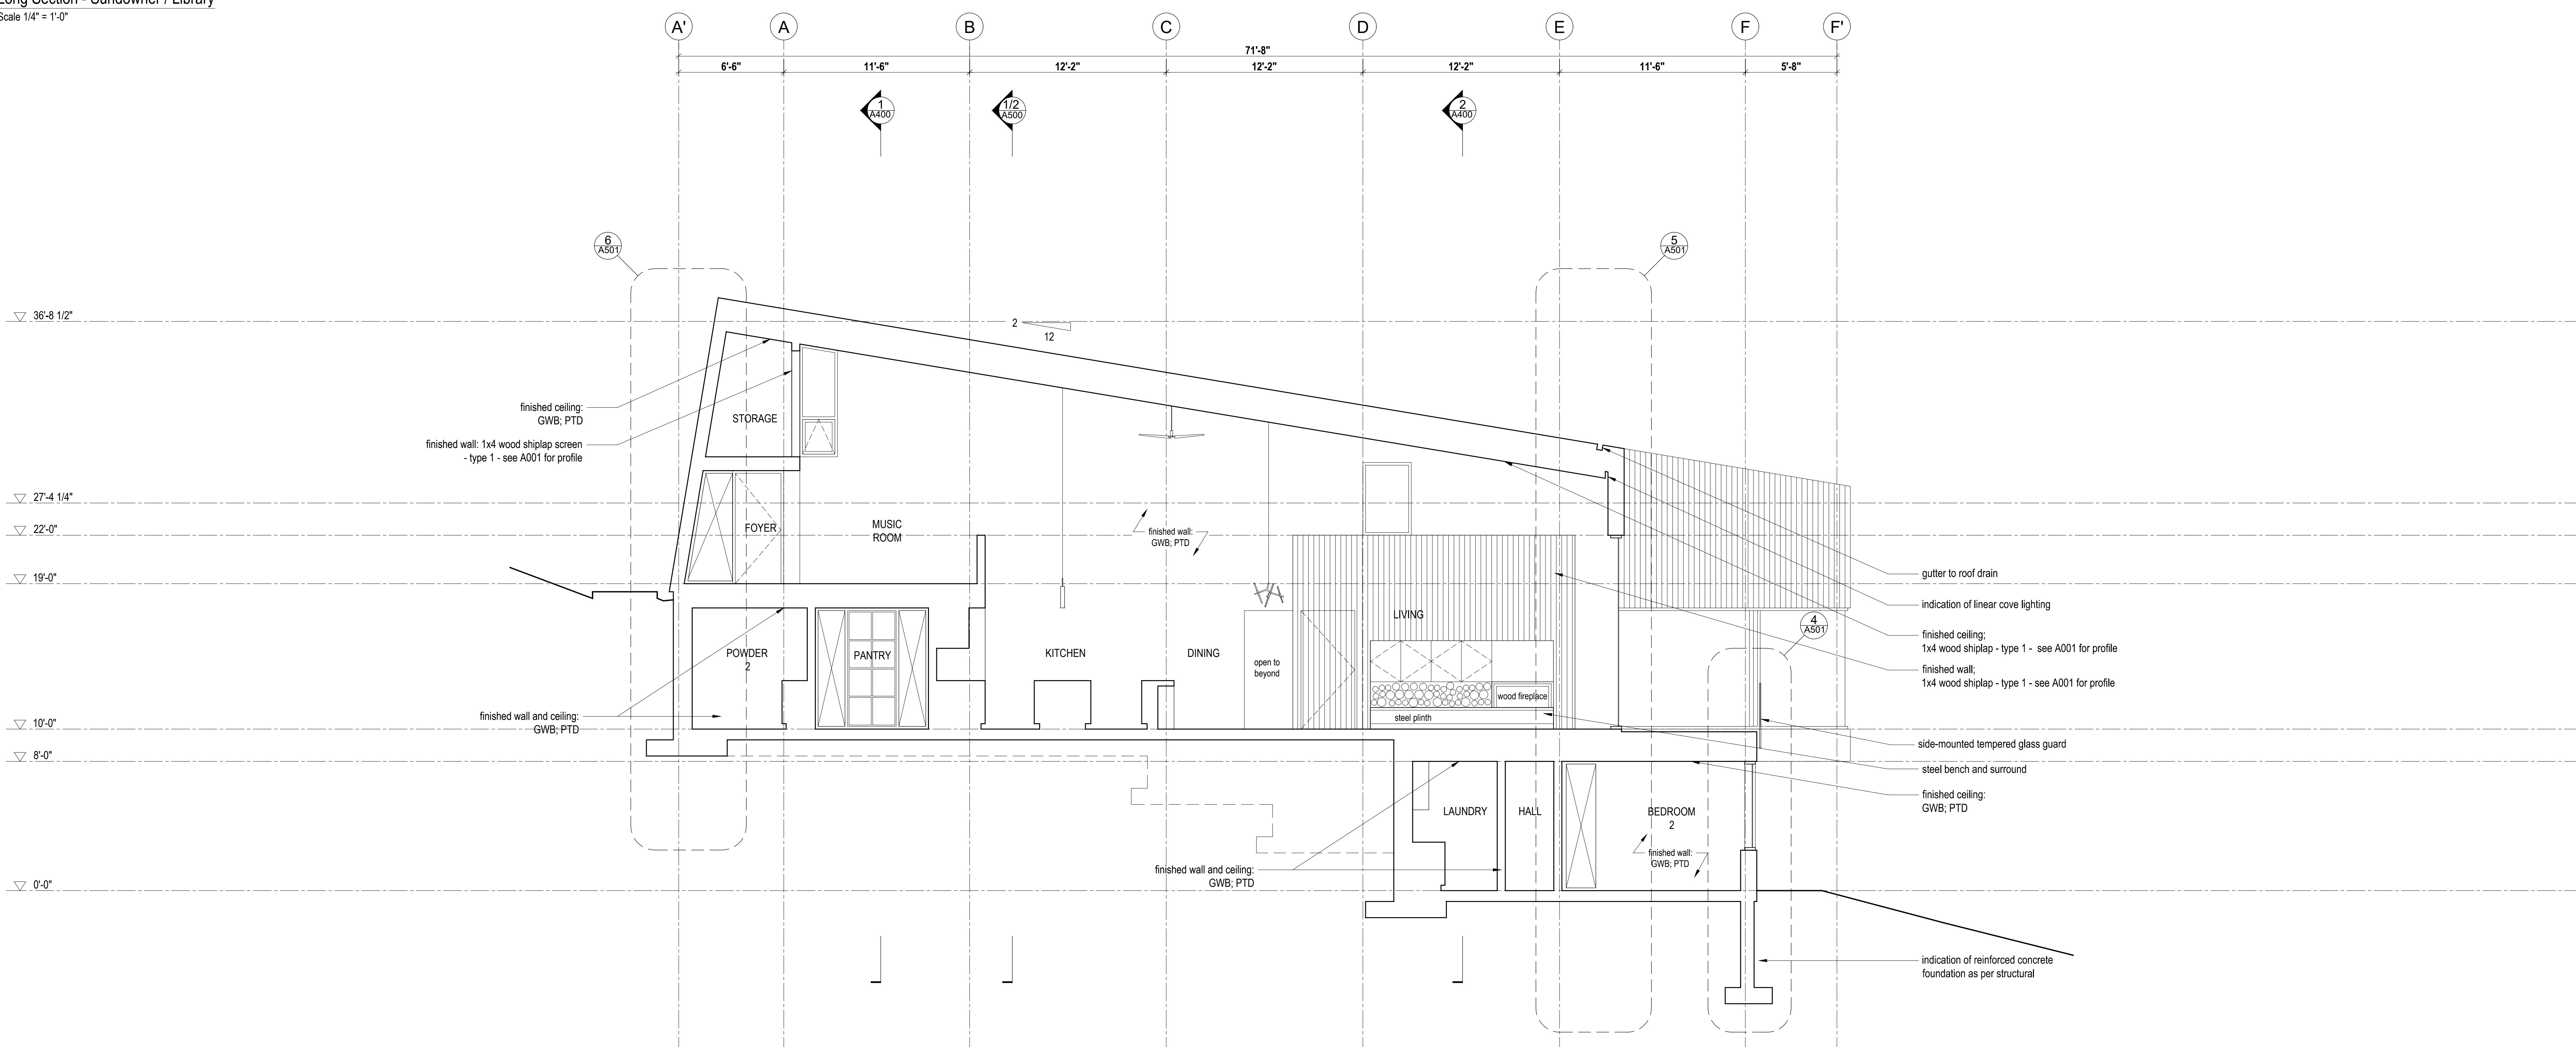 Long Section - Sundowner / Library
Scale 1/4" = 1'-0"
A' A B C D E F F'
71'-8"
6'-6" 11'-6" 12'-2" 12'-2" 12'-2" 11'-6" 5'-8"
1
A400
1/2
A500
2
A400
6
A501
5
A501
36'-8 1/2"
2
12
finished ceiling:
GWB; PTD
STORAGE
finished wall: 1x4 wood shiplap screen
- type 1 - see A001 for profile
27'-4 1/4"
22'-0"
FOYER
MUSIC
ROOM
finished wall:
GWB; PTD
19'-0"
gutter to roof drain
indication of linear cove lighting
LIVING
4
A501
finished ceiling;
1x4 wood shiplap - type 1 - see A001 for profile
finished wall;
1x4 wood shiplap - type 1 - see A001 for profile
POWDER
2
PANTRY
KITCHEN
DINING
open to
beyond
wood fireplace
steel plinth
finished wall and ceiling:
GWB; PTD
10'-0"
side-mounted tempered glass guard
8'-0"
steel bench and surround
finished ceiling:
GWB; PTD
LAUNDRY
HALL
BEDROOM
2
finished wall:
GWB; PTD
finished wall and ceiling:
GWB; PTD
0'-0"
indication of reinforced concrete
foundation as per structural